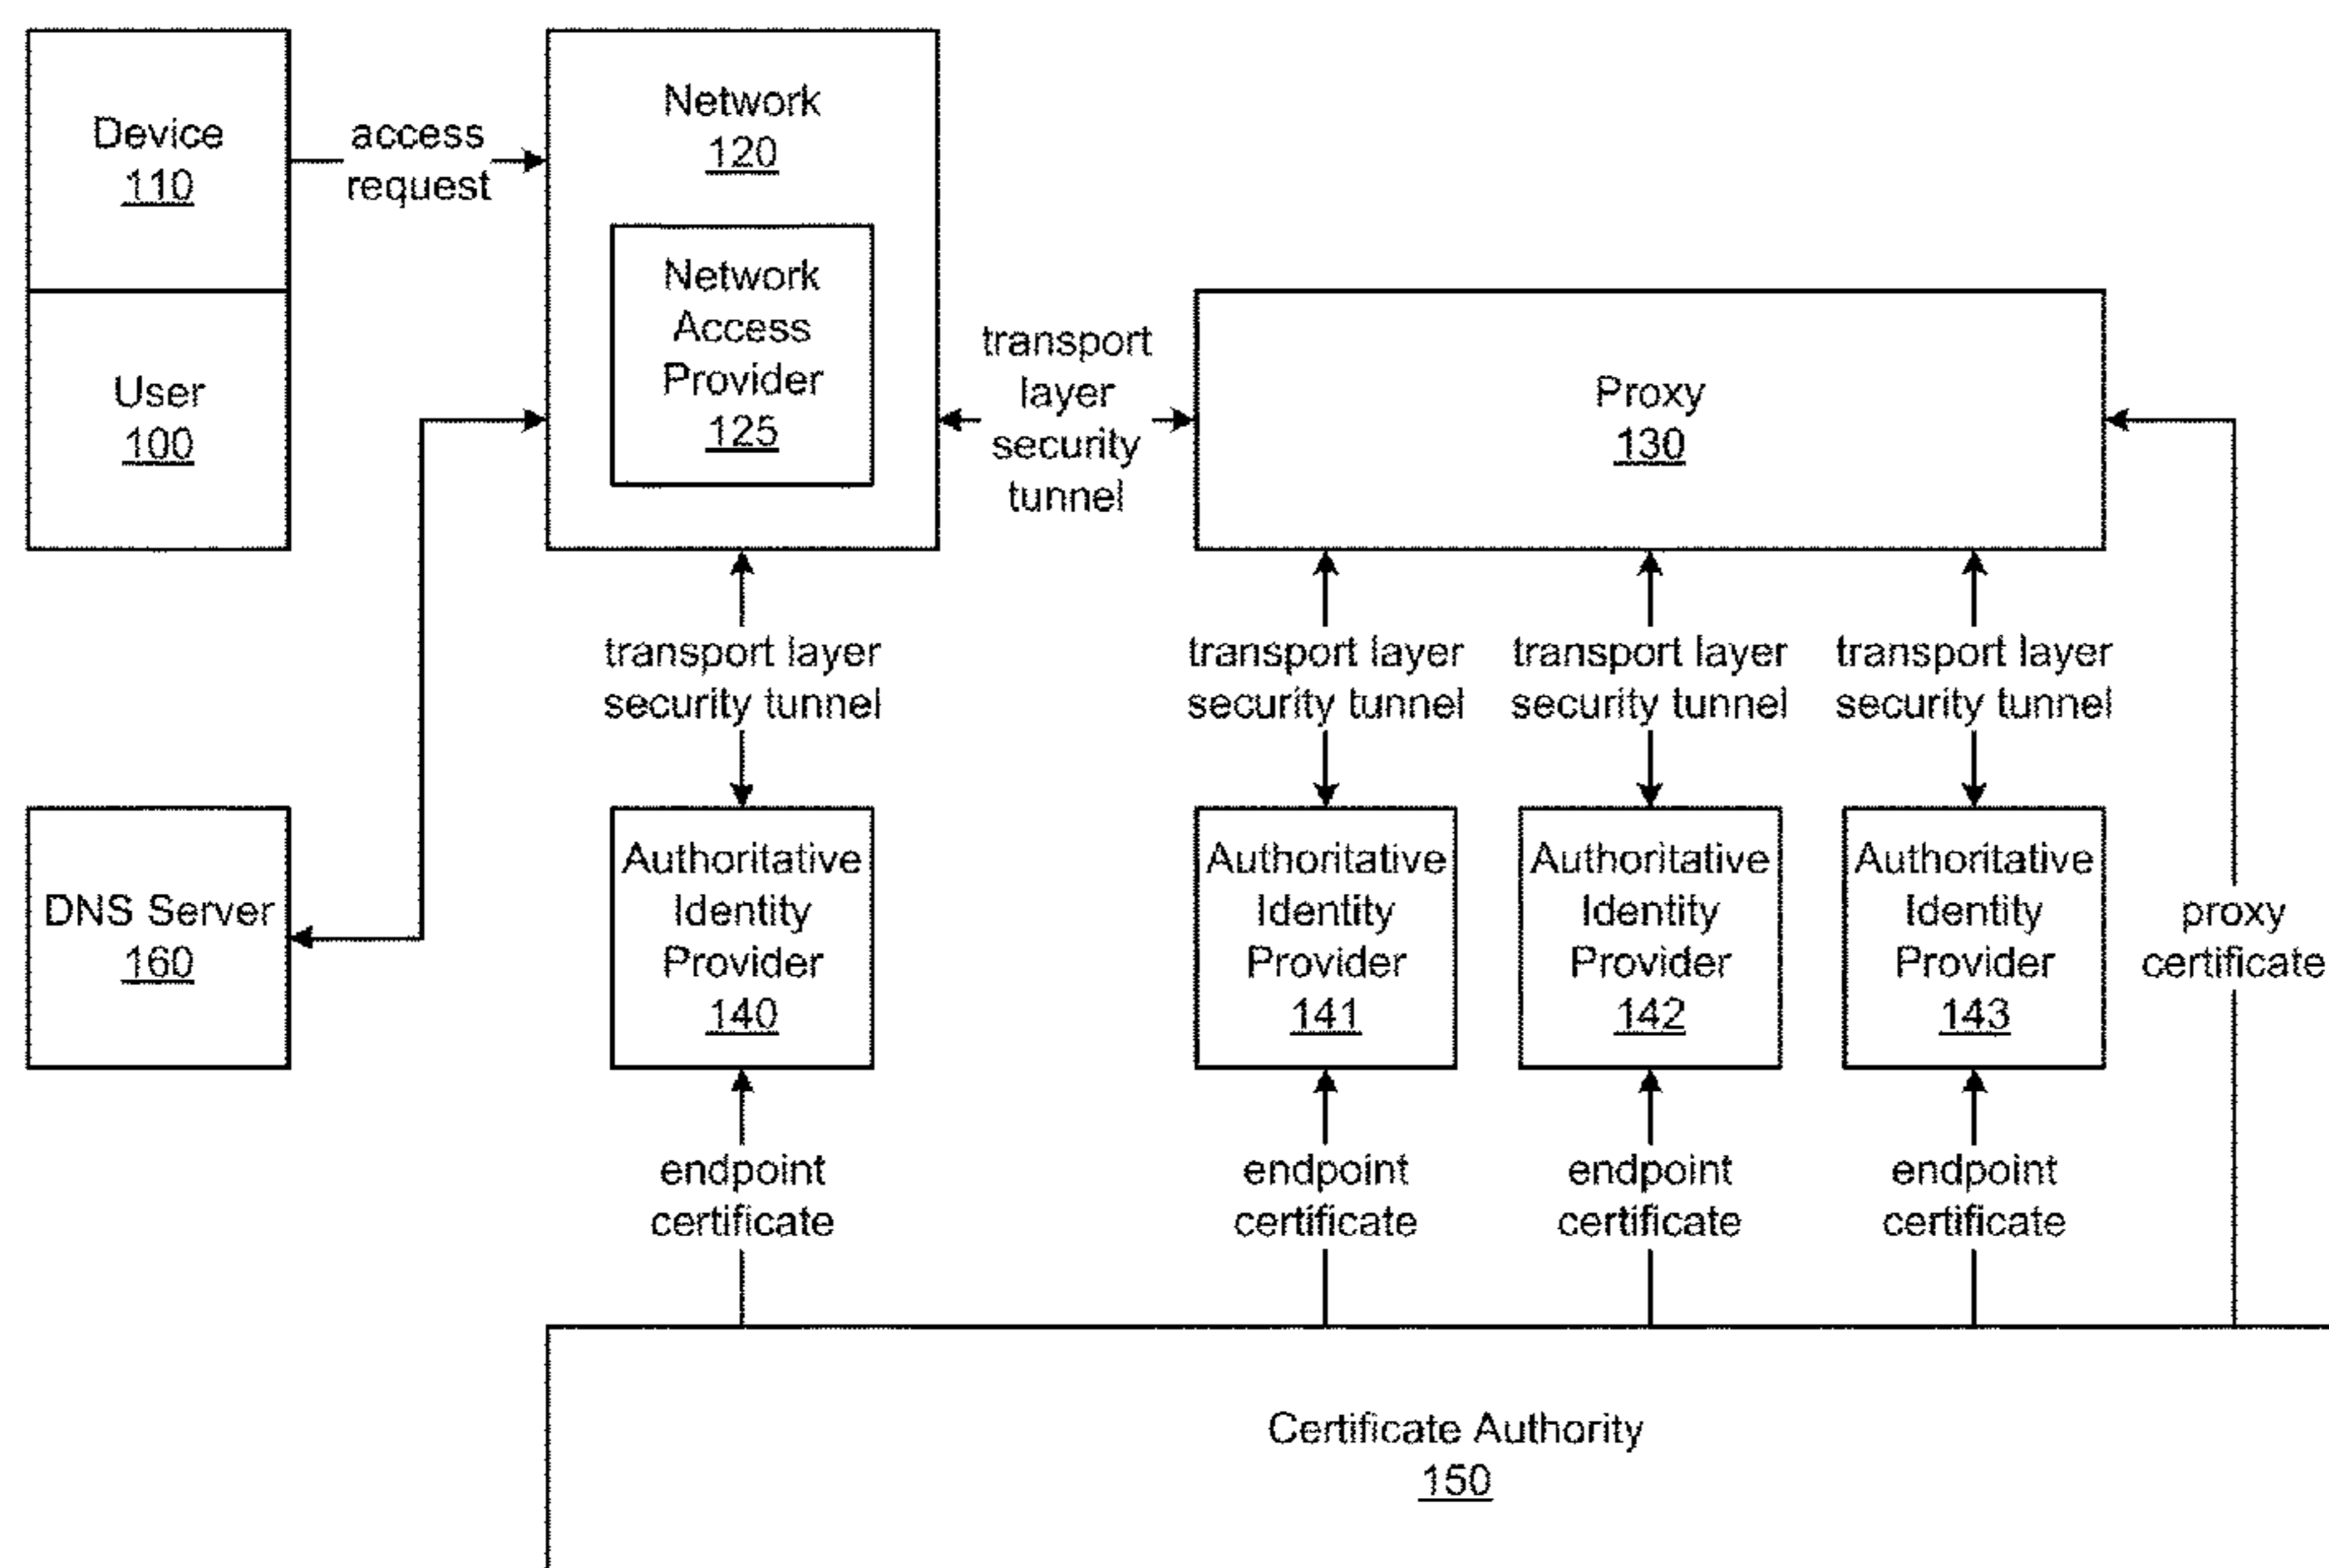 Device
110
access
request
Network
120
Network
Access
Provider
125
User
100
transport
layer
security
tunnel
Proxy
130
transport layer
security tunnel
transport layer
security tunnel
transport layer
security tunnel
transport layer
security tunnel
DNS Server
160
Authoritative
Identity
Provider
140
Authoritative
Identity
Provider
141
Authoritative
Identity
Provider
142
Authoritative
Identity
Provider
143
proxy
certificate
endpoint
certificate
endpoint
certificate
endpoint
certificate
endpoint
certificate
Certificate Authority
150